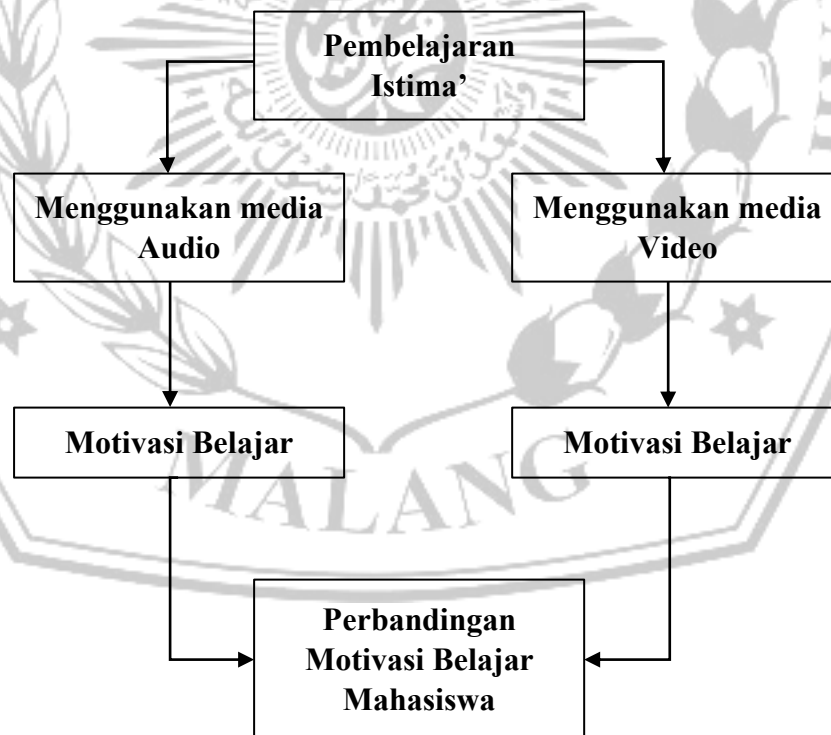 Pembelajaran
Istima’
Menggunakan media
Audio
Menggunakan media
Video
Motivasi Belajar
Motivasi Belajar
MALANG
Perbandingan
Motivasi Belajar
Mahasiswa